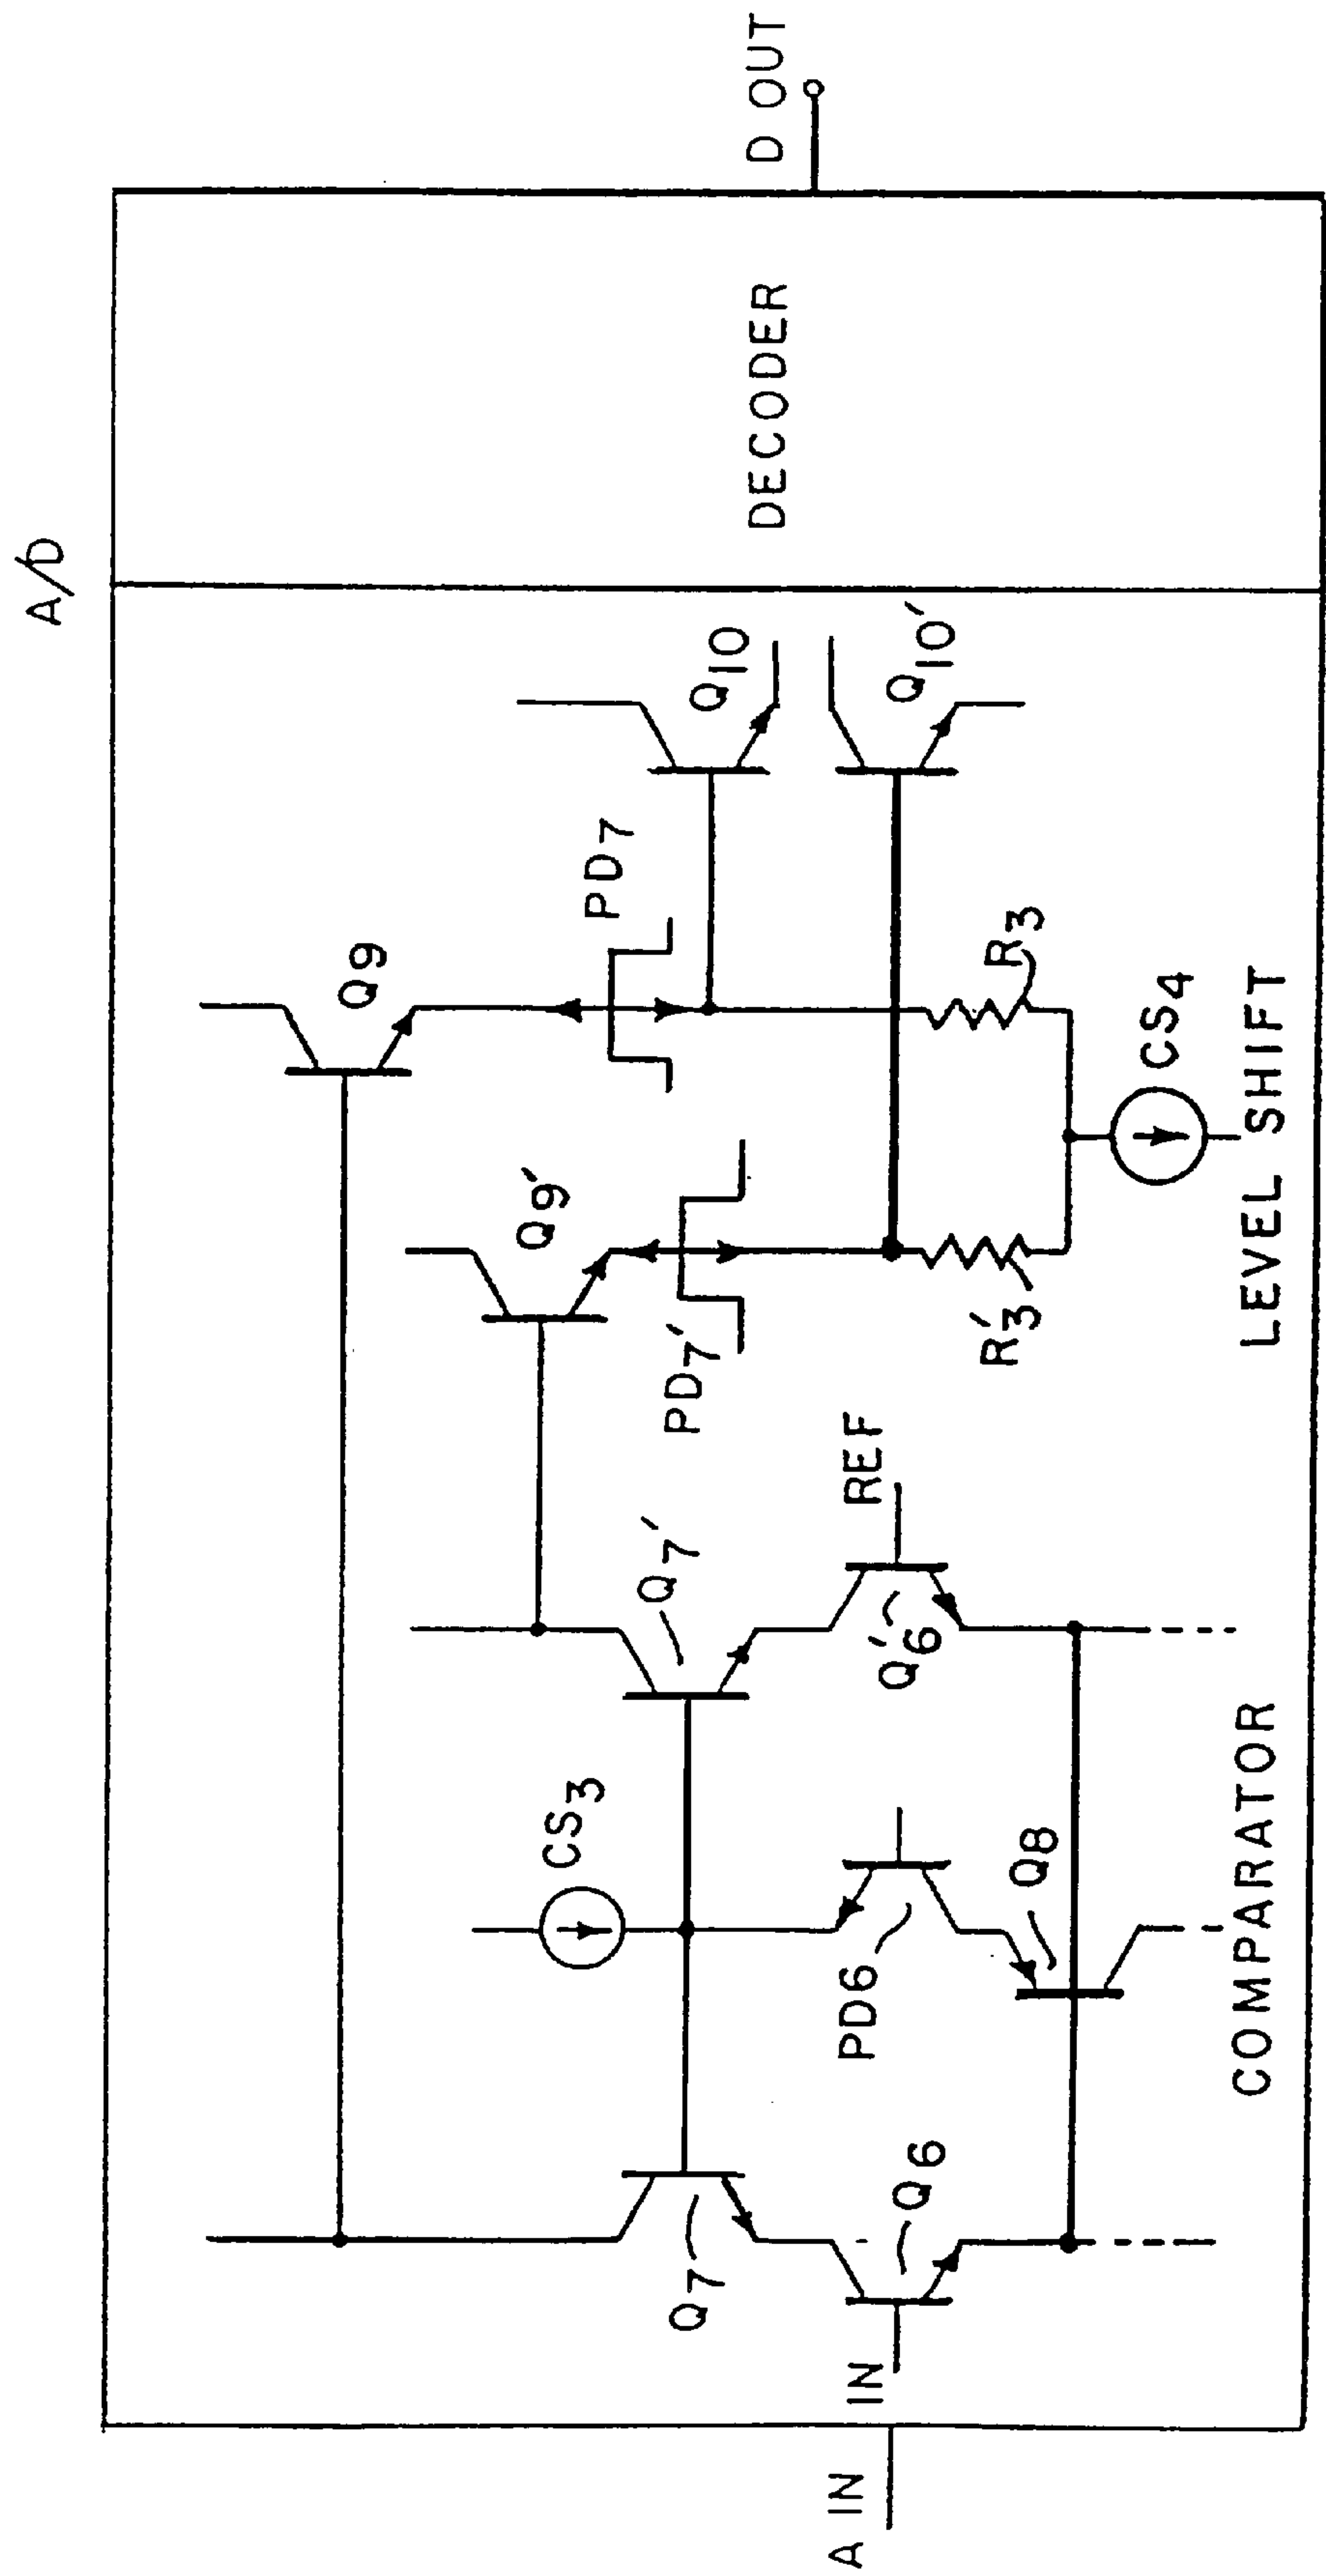 A/D
A IN
IN
Q6
Q7
CS3
PD6
Q8
Q7'
Q6'
REF
COMPARATOR
Q9'
PD7'
R3'
Q9
PD7
R3
CS4
LEVEL SHIFT
Q10
Q10'
DECODER
D OUT